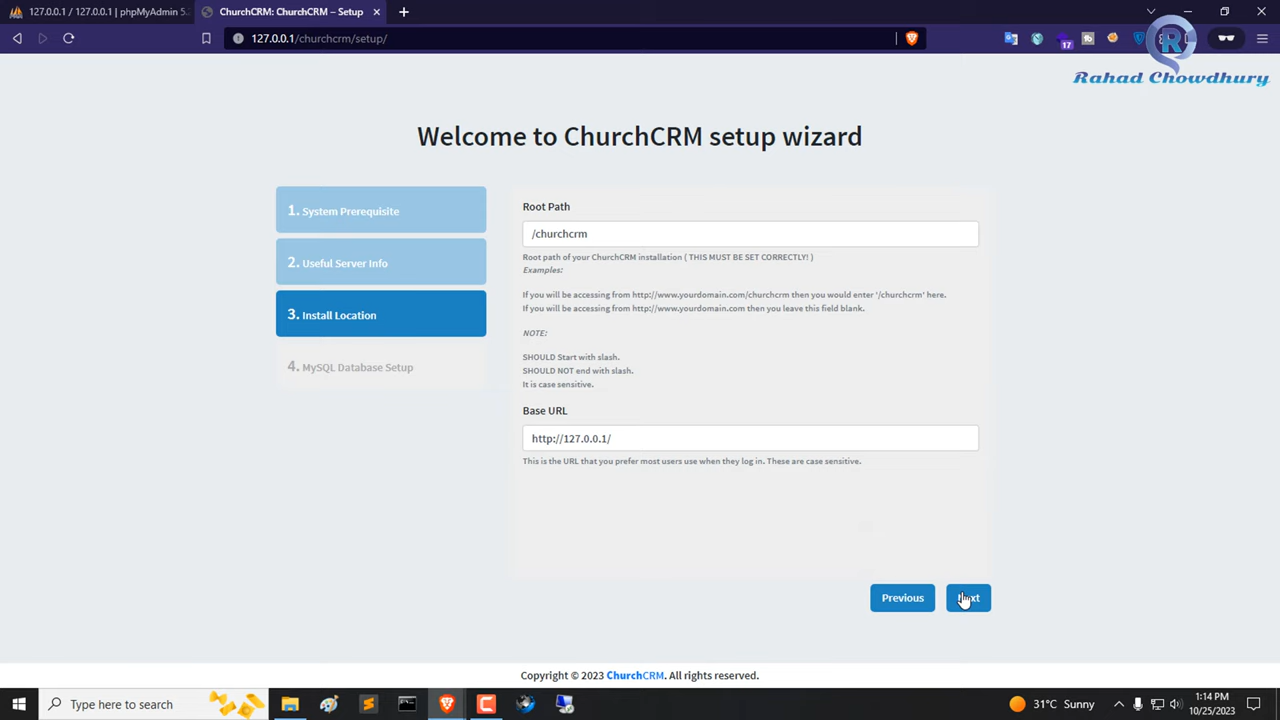 127.0.0.1 / 127.0.0.1 | phpMyAdmin 5.
ChurchCRM: ChurchCRM – Setup
127.0.0.1/churchcrm/setup/
17
R
Rahad Chowdhury
Welcome to ChurchCRM setup wizard
1. System Prerequisite
2. Useful Server Info
3. Install Location
4. MySQL Database Setup
Root Path
/churchcrm
Root path of your ChurchCRM installation ( THIS MUST BE SET CORRECTLY! )
Examples:
If you will be accessing from http://www.yourdomain.com/churchcrm then you would enter '/churchcrm' here.
If you will be accessing from http://www.yourdomain.com then you leave this field blank.
NOTE:
SHOULD Start with slash.
SHOULD NOT end with slash.
It is case sensitive.
Base URL
http://127.0.0.1/
This is the URL that you prefer most users use when they log in. These are case sensitive.
Previous
Next
Copyright © 2023 ChurchCRM. All rights reserved.
Type here to search
31°C Sunny
1:14 PM
10/25/2023